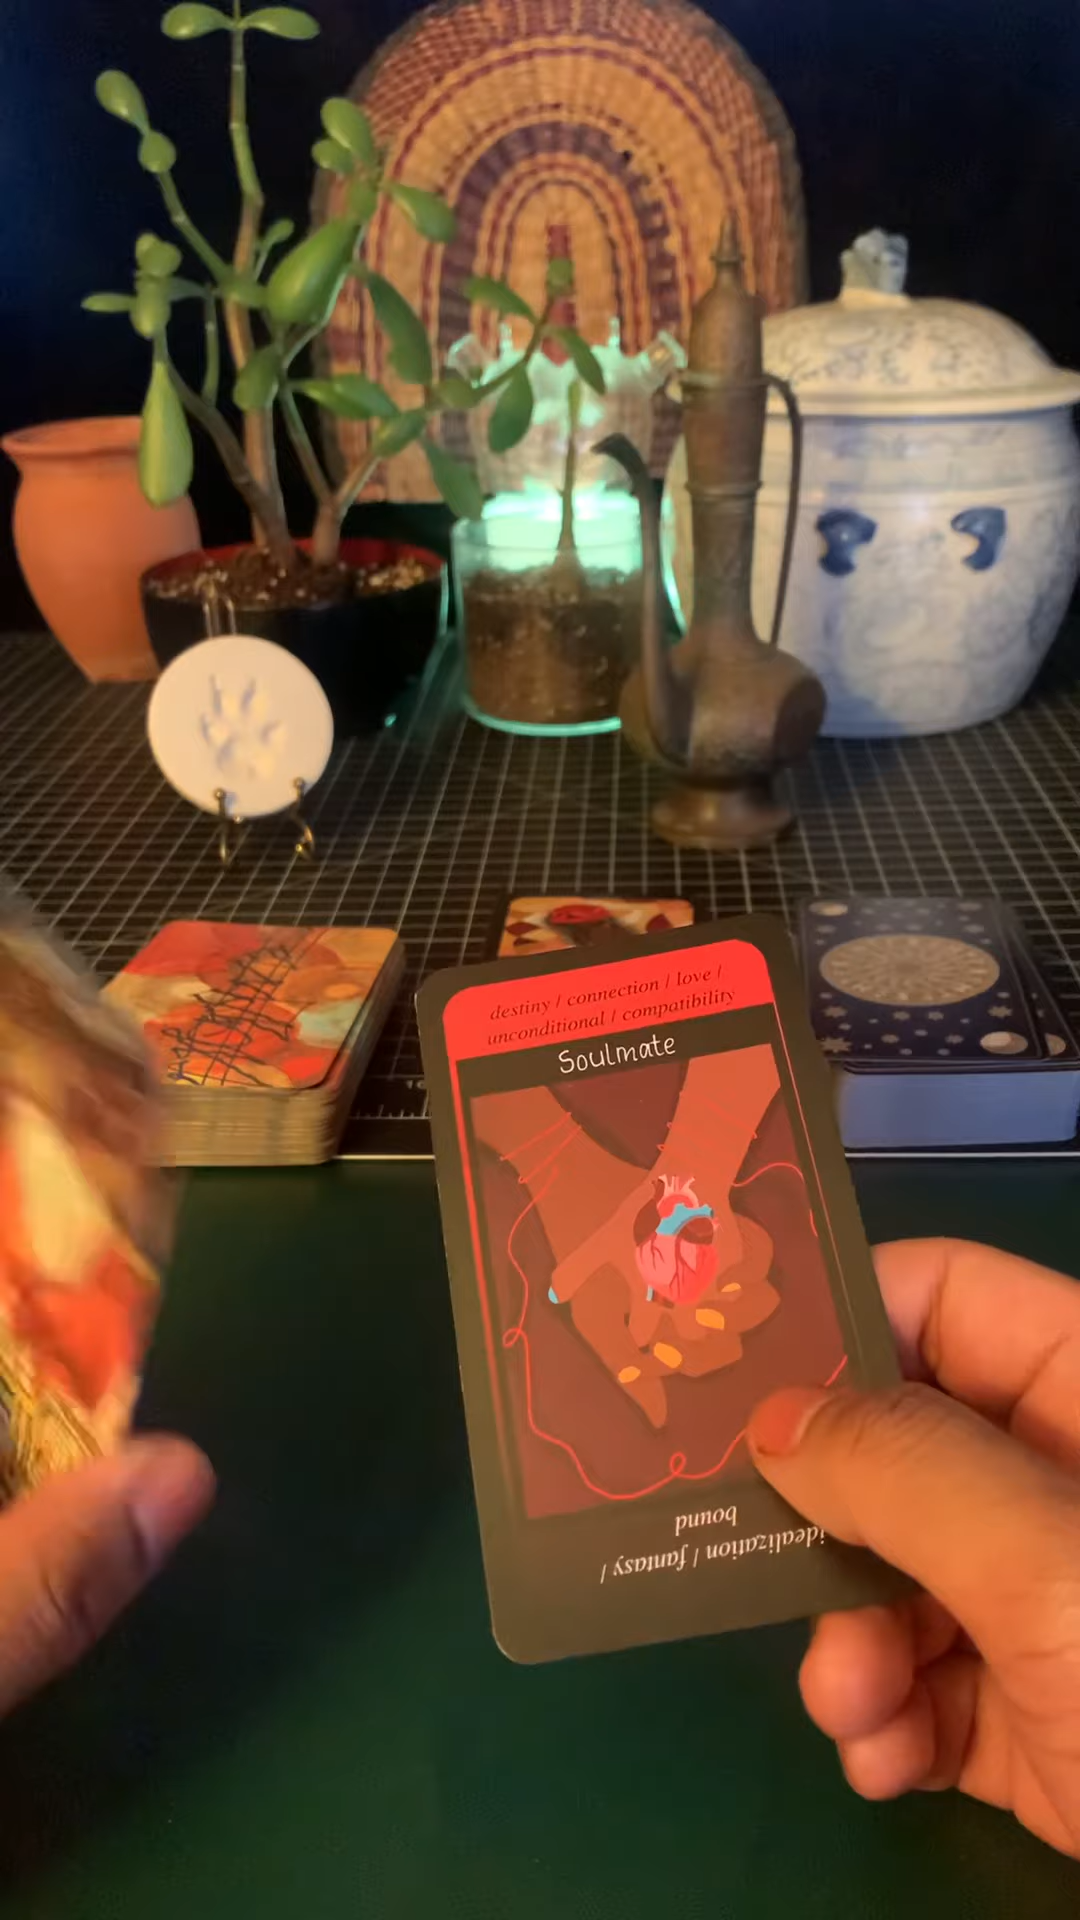 destiny / connection / love /
unconditional / compatibility
Soulmate
idealization / fantasy /
bound